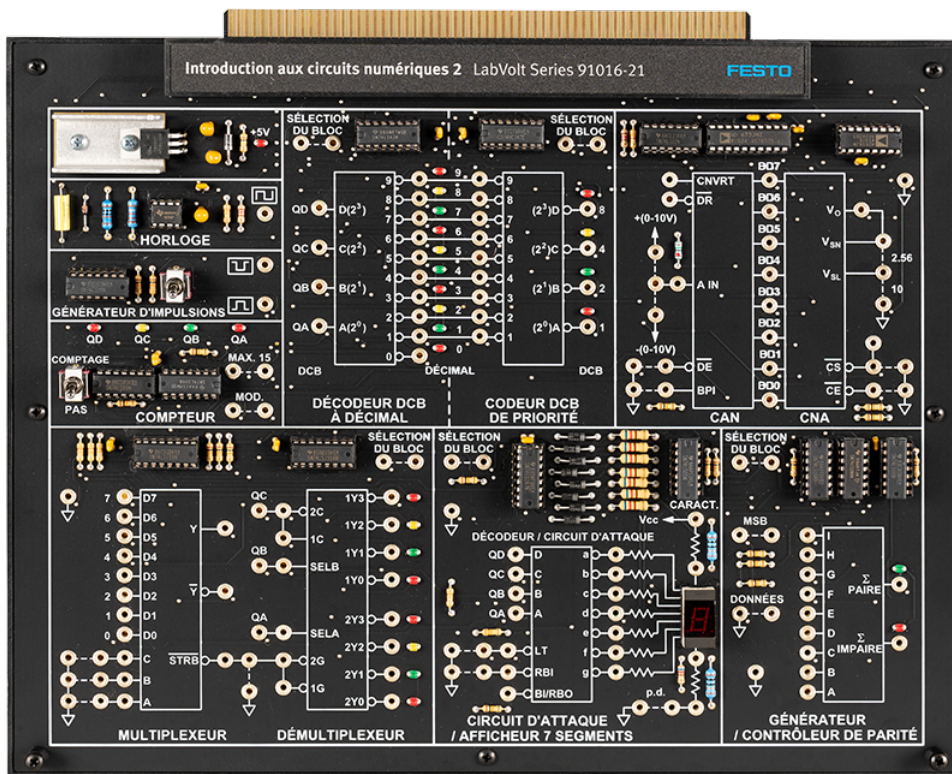 Introduction aux circuits numériques 2 LabVolt Series 91016-21
FESTO
+5V
HORLOGE
GÉNÉRATEUR D'IMPULSIONS
QD QC QB QA
COMPTAGE
PAS
MAX. 15
MOD.
COMPTEUR
SÉLECTION
DU BLOC
QD
QC
QB
QA
D(2³)
C(2²)
B(2¹)
A(2⁰)
9
8
7
6
5
4
3
2
1
0
DCB
DÉCODEUR DCB
À DÉCIMAL
9
8
7
6
5
4
3
2
1
0
DÉCIMAL
SÉLECTION
DU BLOC
9
8
7
6
5
4
3
2
1
(2³)D
(2²)C
(2¹)B
(2⁰)A
8
4
2
1
DCB
CODEUR DCB
DE PRIORITÉ
CNVRT
DR
+(0-10V)
A IN
-(0-10V)
DE
BPI
CAN
BD7
BD6
BD5
BD4
BD3
BD2
BD1
BD0
VO
VSN
VSL
2.56
10
CS
CE
CNA
7 D7
6 D6
5 D5
4 D4
3 D3
2 D2
1 D1
0 D0
C
B
A
Y
Y
STRB
MULTIPLEXEUR
SÉLECTION
DU BLOC
QC
QB
QA
2C
1C
SELB
SELA
2G
1G
1Y3
1Y2
1Y1
1Y0
2Y3
2Y2
2Y1
2Y0
DÉMULTIPLEXEUR
SÉLECTION
DU BLOC
CARACT.
Vcc
DÉCODEUR / CIRCUIT D'ATTAQUE
QD D
QC C
QB B
QA A
LT
RBI
BI/RBO
a
b
c
d
e
f
g
p.d.
CIRCUIT D'ATTAQUE
/ AFFICHEUR 7 SEGMENTS
SÉLECTION
DU BLOC
MSB
DONNÉES
I
H
G
F
E
D
C
B
A
Σ
PAIRE
Σ
IMPAIRE
GÉNÉRATEUR
/ CONTRÔLEUR DE PARITÉ